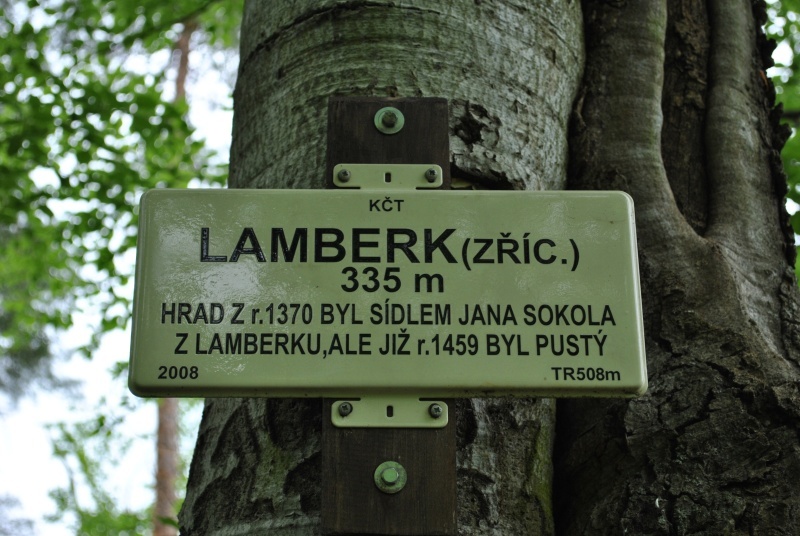 KČT
LAMBERK (ZŘÍC.)
335 m
HRAD Z r.1370 BYL SÍDLEM JANA SOKOLA
Z LAMBERKU,ALE JIŽ r.1459 BYL PUSTÝ
2008 TR508m